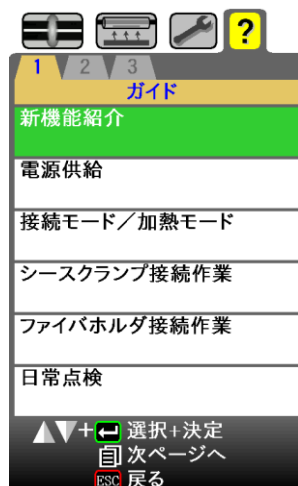 ?
1 2 3
ガイド
新機能紹介
電源供給
接続モード／加熱モード
シースクランプ接続作業
ファイバホルダ接続作業
日常点検
+ 選択+決定
次ページへ
ESC 戻る